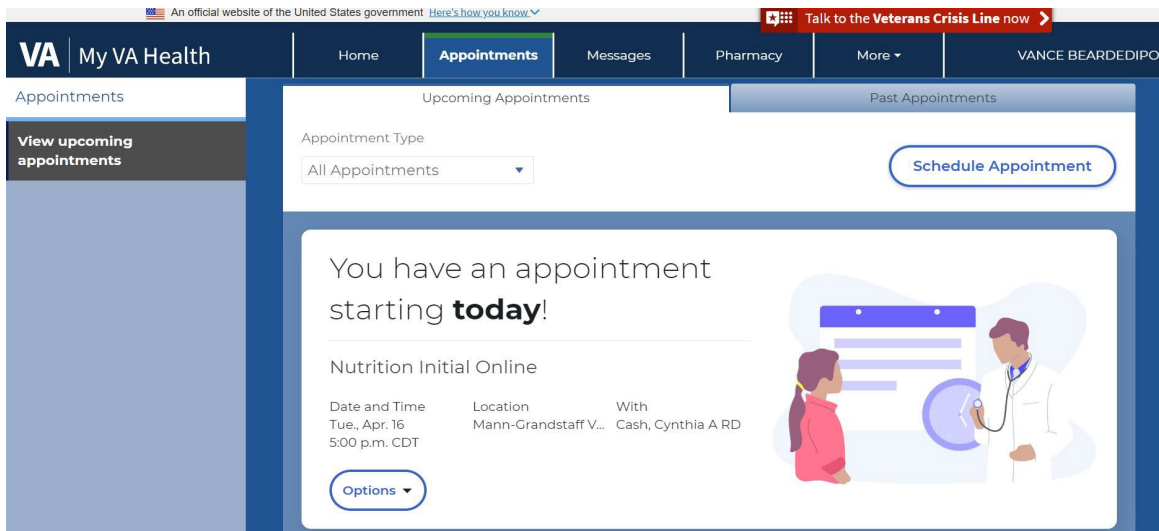 An official website of the United States government Here's how you know
Talk to the Veterans Crisis Line now
VA My VA Health
Home
Appointments
Messages
Pharmacy
More
VANCE BEARDEDIPO
Appointments
View upcoming
appointments
Upcoming Appointments
Past Appointments
Appointment Type
All Appointments
Schedule Appointment
You have an appointment
starting today!
Nutrition Initial Online
Date and Time
Tue., Apr. 16
5:00 p.m. CDT
Location
Mann-Grandstaff V...
With
Cash, Cynthia A RD
Options